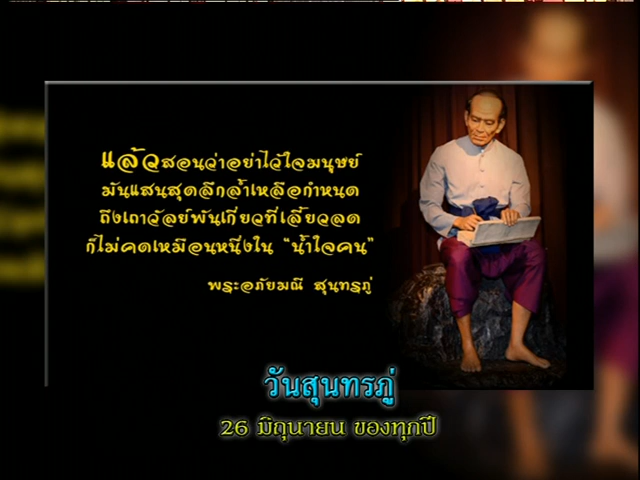 แล้วสอนว่าอย่าไว้ใจมนุษย์
มันแสนสุดลึกล้ำเหลือกำหนด
ถึงเถาวัลย์พันเกี่ยวที่เลี้ยวลด
ก็ไม่คดเหมือนหนึ่งใน “น้ำใจคน”
พระอภัยมณี สุนทรภู่
วันสุนทรภู่
26 มิถุนายน ของทุกปี